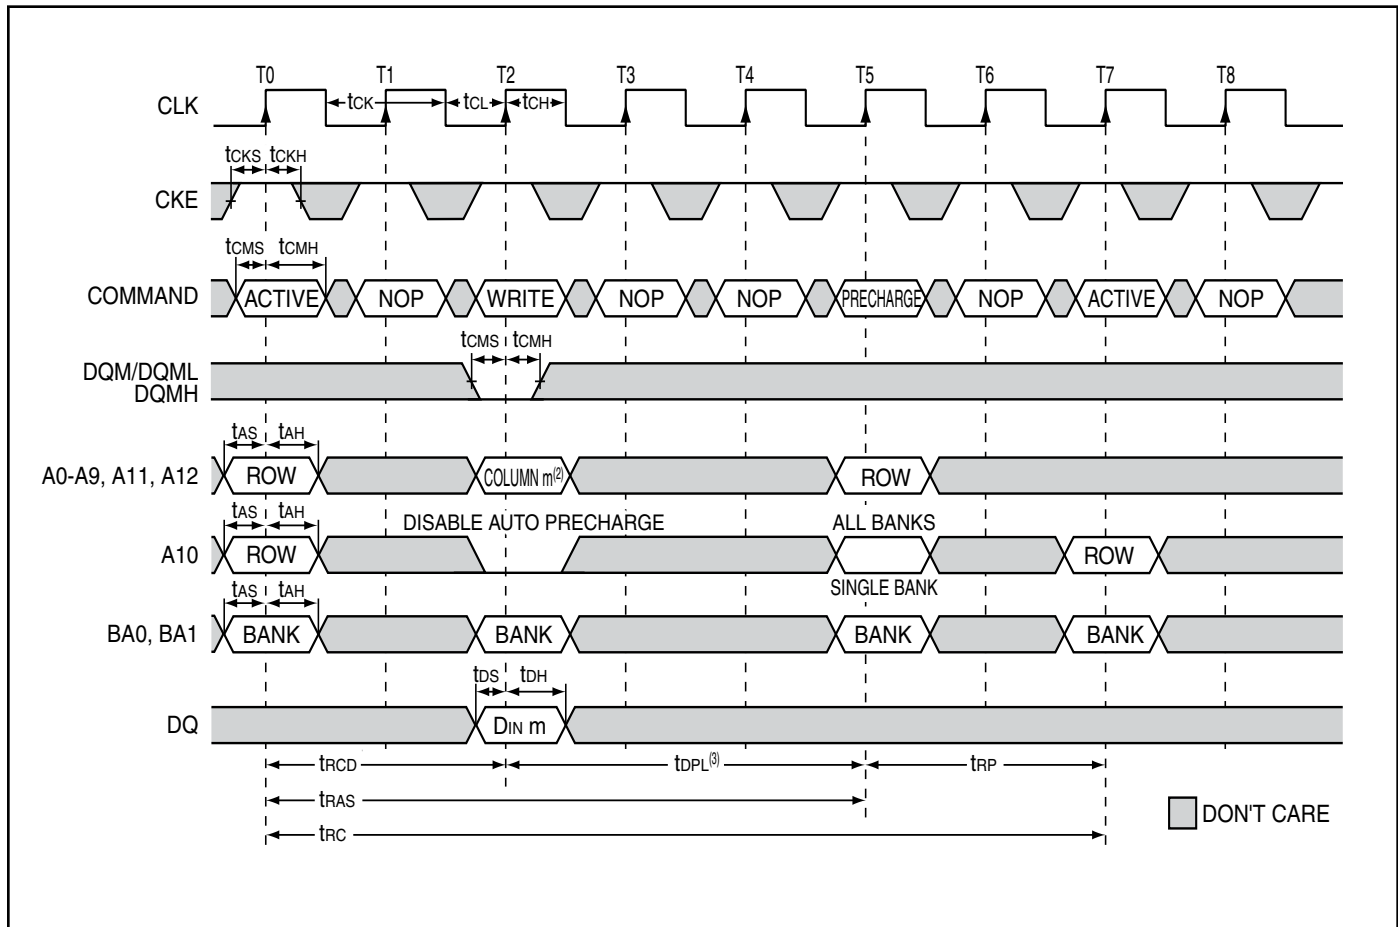 T0 T1 T2 T3 T4 T5 T6 T7 T8
CLK tCK tCL tCH
tCKS tCKH
CKE
tCMS tCMH
COMMAND ACTIVE NOP WRITE NOP NOP PRECHARGE NOP ACTIVE NOP
tCMS tCMH
DQM/DQML
DQMH
tAS tAH
A0-A9, A11, A12 ROW COLUMN m(2) ROW
tAS tAH DISABLE AUTO PRECHARGE ALL BANKS
A10 ROW ROW
tAS tAH SINGLE BANK
BA0, BA1 BANK BANK BANK BANK
tDS tDH
DQ DIN m
tRCD tDPL(3) tRP
tRAS
DON'T CARE
tRC